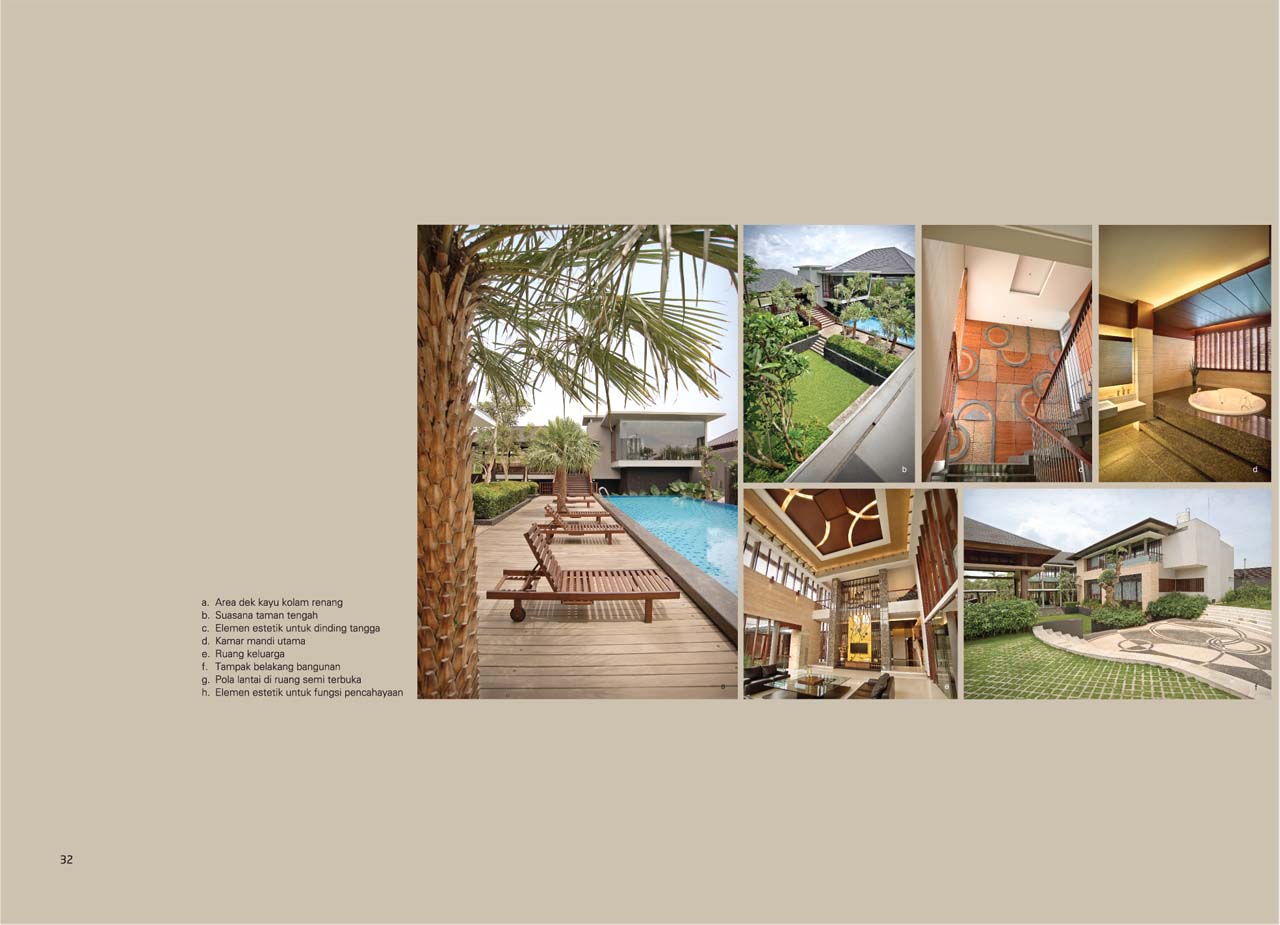 a. Area dek kayu kolam renang
b. Suasana taman tengah
c. Elemen estetik untuk dinding tangga
d. Kamar mandi utama
e. Ruang keluarga
f. Tampak belakang bangunan
g. Pola lantai di ruang semi terbuka
h. Elemen estetik untuk fungsi pencahayaan
a
b
c
d
e
f
32